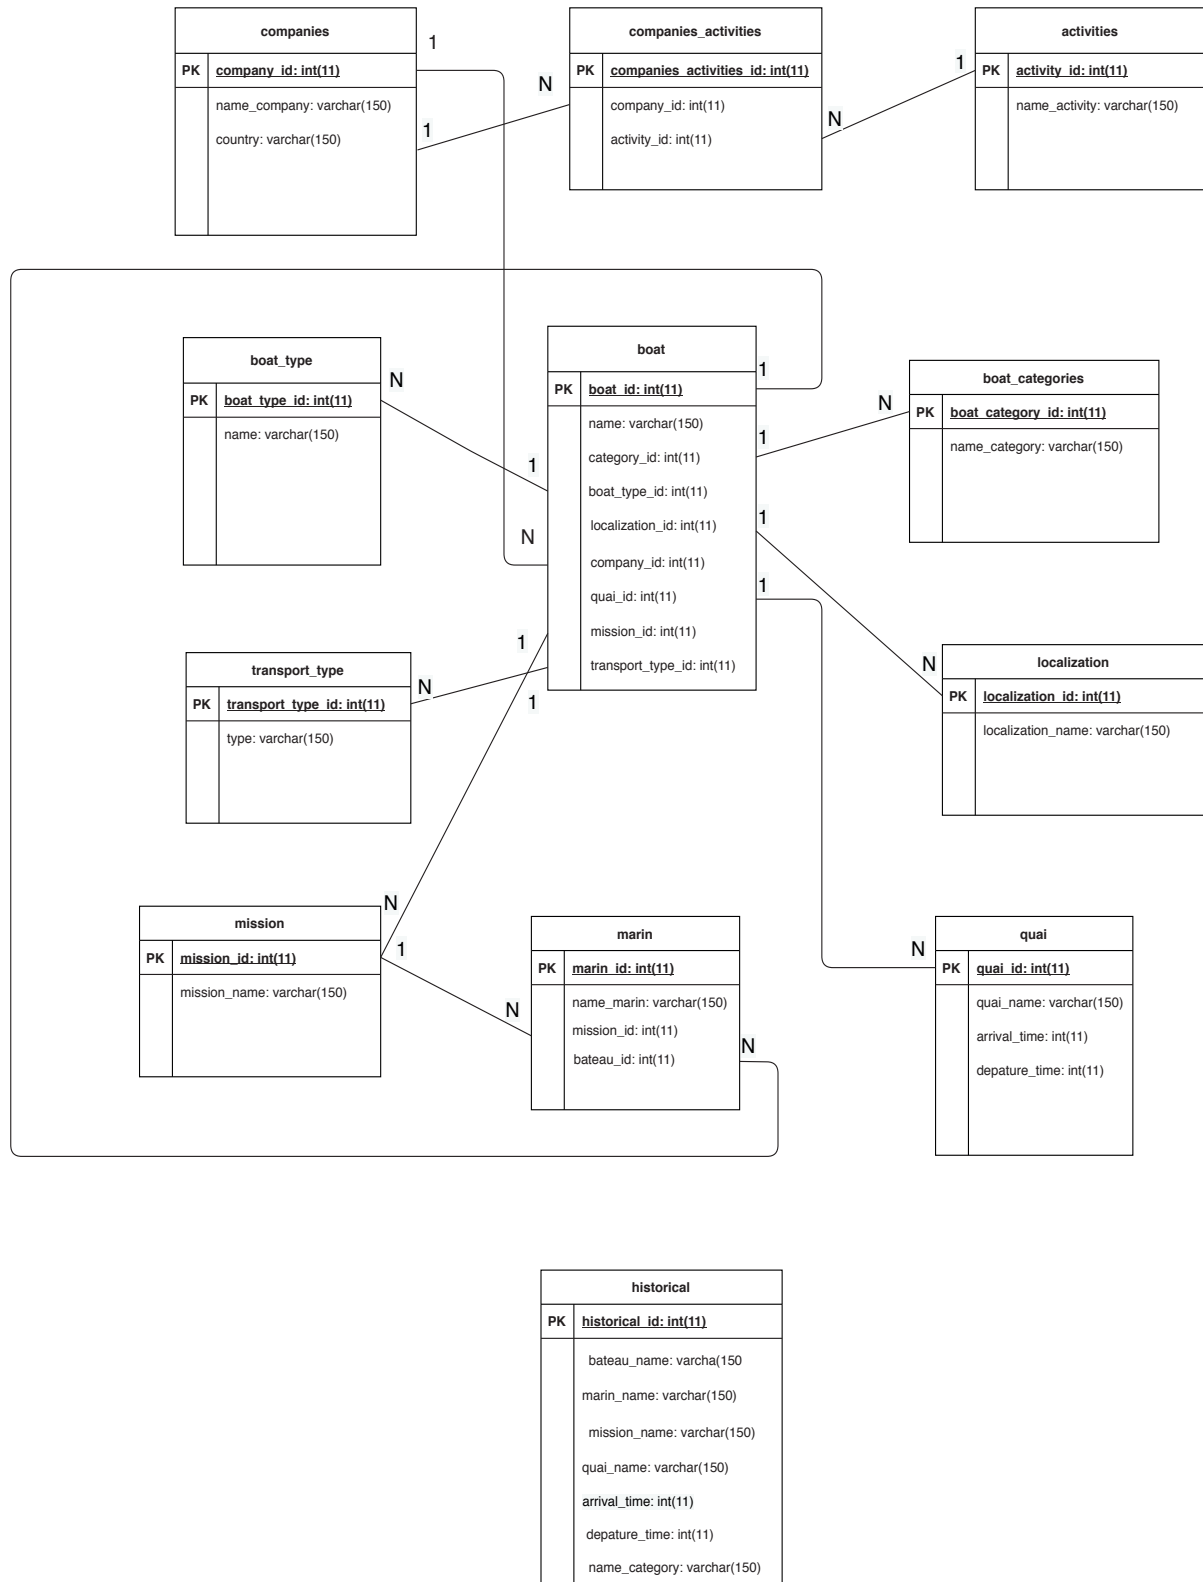 companies
PK company_id: int(11)
name_company: varchar(150)
country: varchar(150)
1
1
N
companies_activities
PK companies_activities_id: int(11)
company_id: int(11)
activity_id: int(11)
N
1
activities
PK activity_id: int(11)
name_activity: varchar(150)
boat_type
PK boat_type_id: int(11)
name: varchar(150)
N
1
N
boat
PK boat_id: int(11)
name: varchar(150)
category_id: int(11)
boat_type_id: int(11)
localization_id: int(11)
company_id: int(11)
quai_id: int(11)
mission_id: int(11)
transport_type_id: int(11)
1
1
1
1
N
boat_categories
PK boat_category_id: int(11)
name_category: varchar(150)
transport_type
PK transport_type_id: int(11)
type: varchar(150)
N
1
1
N
localization
PK localization_id: int(11)
localization_name: varchar(150)
mission
PK mission_id: int(11)
mission_name: varchar(150)
N
1
N
marin
PK marin_id: int(11)
name_marin: varchar(150)
mission_id: int(11)
bateau_id: int(11)
N
N
quai
PK quai_id: int(11)
quai_name: varchar(150)
arrival_time: int(11)
depature_time: int(11)
historical
PK historical_id: int(11)
bateau_name: varcha(150
marin_name: varchar(150)
mission_name: varchar(150)
quai_name: varchar(150)
arrival_time: int(11)
depature_time: int(11)
name_category: varchar(150)